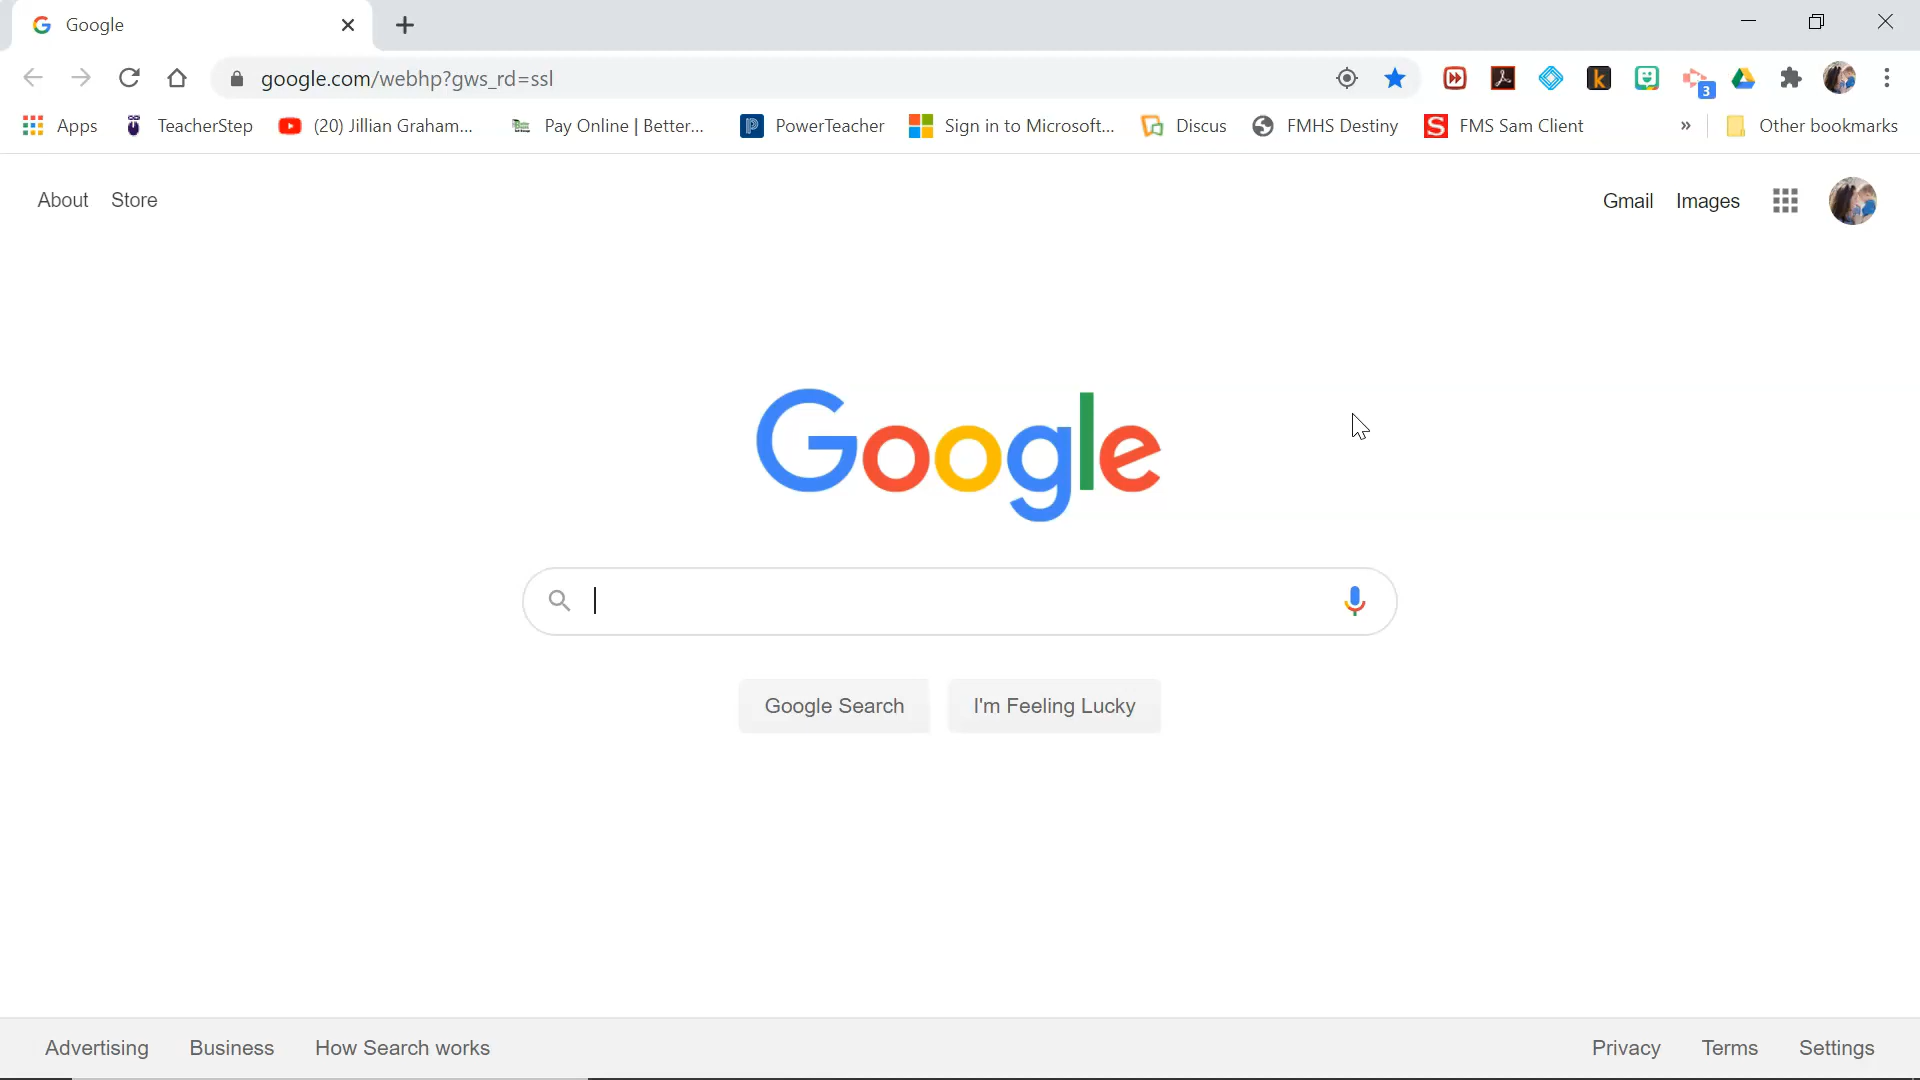 Google
google.com/webhp?gws_rd=ssl
3
Apps TeacherStep (20) Jillian Graham... Pay Online | Better... PowerTeacher Sign in to Microsoft... Discus FMHS Destiny FMS Sam Client » Other bookmarks
About Store Gmail Images
Google
Google Search I'm Feeling Lucky
Advertising Business How Search works Privacy Terms Settings